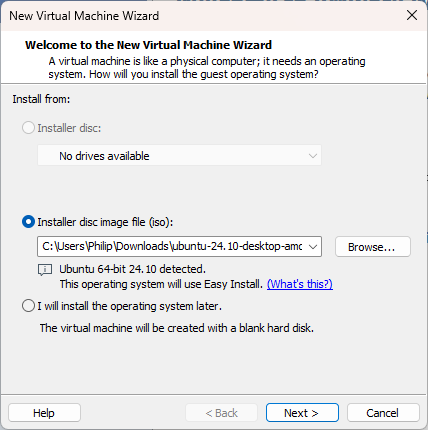 New Virtual Machine Wizard
Welcome to the New Virtual Machine Wizard
A virtual machine is like a physical computer; it needs an operating
system. How will you install the guest operating system?
Install from:
Installer disc:
No drives available
Installer disc image file (iso):
C:\Users\Philip\Downloads\ubuntu-24.10-desktop-amc
Browse...
Ubuntu 64-bit 24.10 detected.
This operating system will use Easy Install. (What's this?)
I will install the operating system later.
The virtual machine will be created with a blank hard disk.
Help
< Back
Next >
Cancel